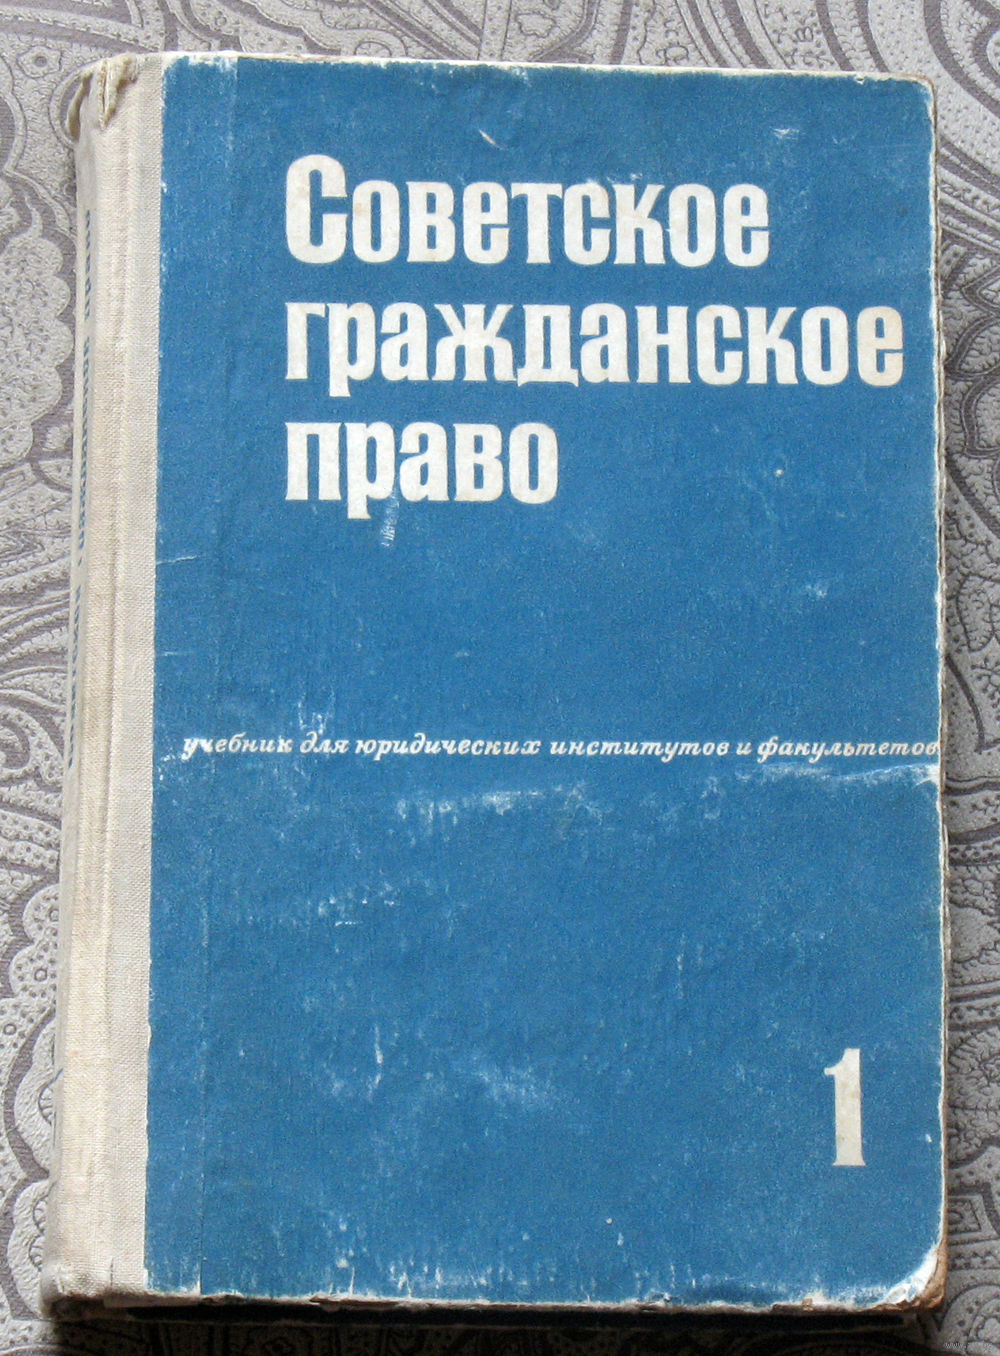 Советское
гражданское
право
учебник для юридических институтов и факультетов
1